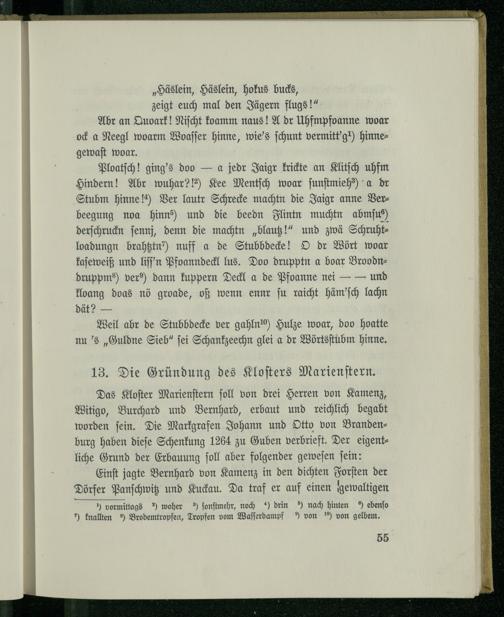 „Häslein, Häslein, hokus bucks,
zeigt euch mal den Jägern flugs!“
Abr an Quoark! Nischt koamm naus! A dr Uhfmpfoanne woar
ock a Neegl woarm Woasser hinne, wie's schunt vermitt'g¹) hinne-
gewast woar.
Ploatsch! ging's doo — a jedr Jaigr krickte an Klitsch uhfm
Hindern! Abr wuhar?!²) Kee Mentsch woar sunstmieh³) a dr
Stubm hinne!⁴) Ver lautr Schrecke machtn die Jaigr anne Ver-
beegung noa hinn⁵) und die beedn Flintn muchtn abmsu⁶)
derschruckn sennj, denn die machtn „blautz!“ und zwä Schruht-
loadungn brahtztn⁷) nuff a de Stubbdecke! O dr Wört woar
kaseweiß und liss'n Pfoanndeckl lus. Doo drupptn a boar Broodn-
druppm⁸) ver⁹) dann kuppern Deckl a de Pfoanne nei — — und
kloang doas nö groade, oß wenn ennr su raicht häm'sch lachn
dät? —
Weil abr de Stubbdecke ver gahln¹⁰) Hulze woar, doo hoatte
nu 's „Guldne Sieb“ sei Schankzeechn glei a dr Wörtsstubm hinne.
13. Die Gründung des Klosters Marienstern.
Das Kloster Marienstern soll von drei Herren von Kamenz,
Witigo, Burchard und Bernhard, erbaut und reichlich begabt
worden sein. Die Markgrafen Johann und Otto von Branden-
burg haben diese Schenkung 1264 zu Guben verbrieft. Der eigent-
liche Grund der Erbauung soll aber folgender gewesen sein:
Einst jagte Bernhard von Kamenz in den dichten Forsten der
Dörfer Panschwitz und Kuckau. Da traf er auf einen gewaltigen
¹) vormittags ²) woher ³) sonstmehr, noch ⁴) drin ⁵) nach hinten ⁶) ebenso
⁷) knallten ⁸) Brodemtropfen, Tropfen vom Wasserdampf ⁹) von ¹⁰) von gelbem.
55